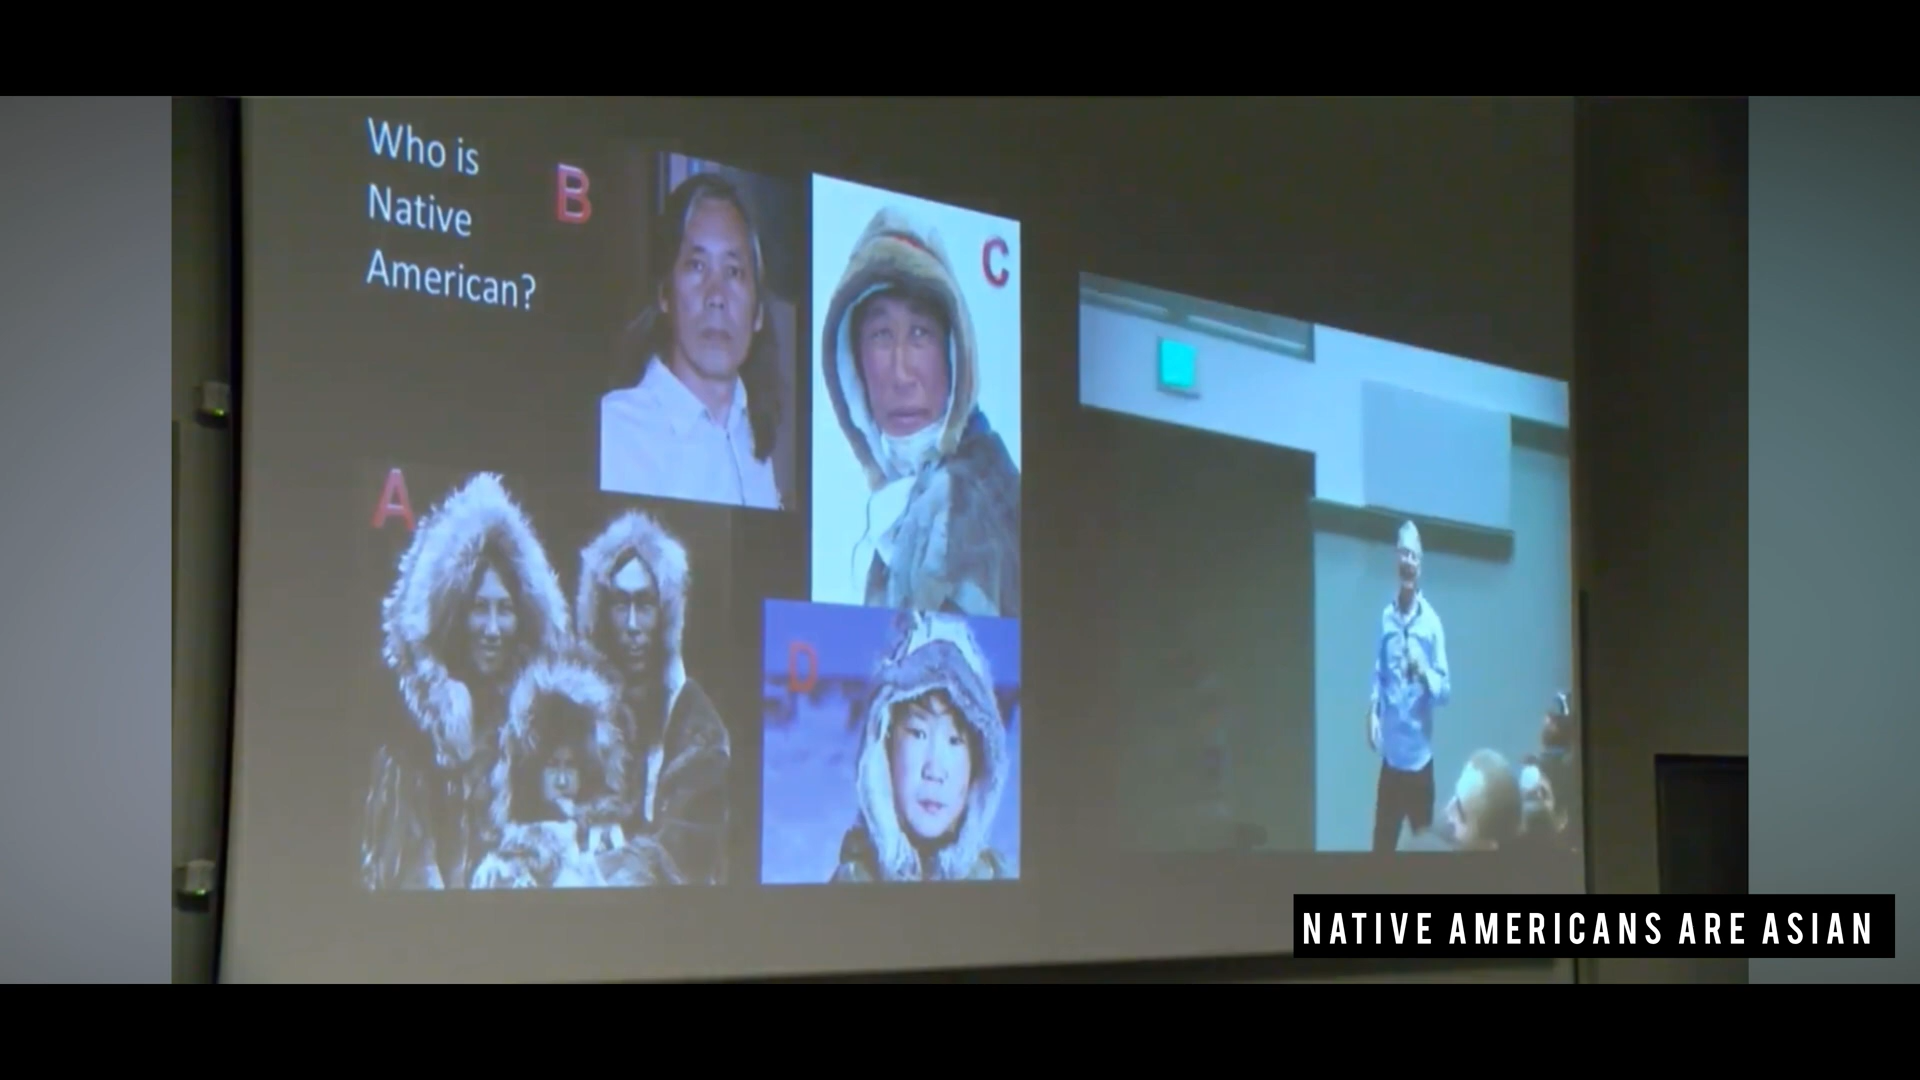 Who is
Native
American?
B
C
A
D
NATIVE AMERICANS ARE ASIAN